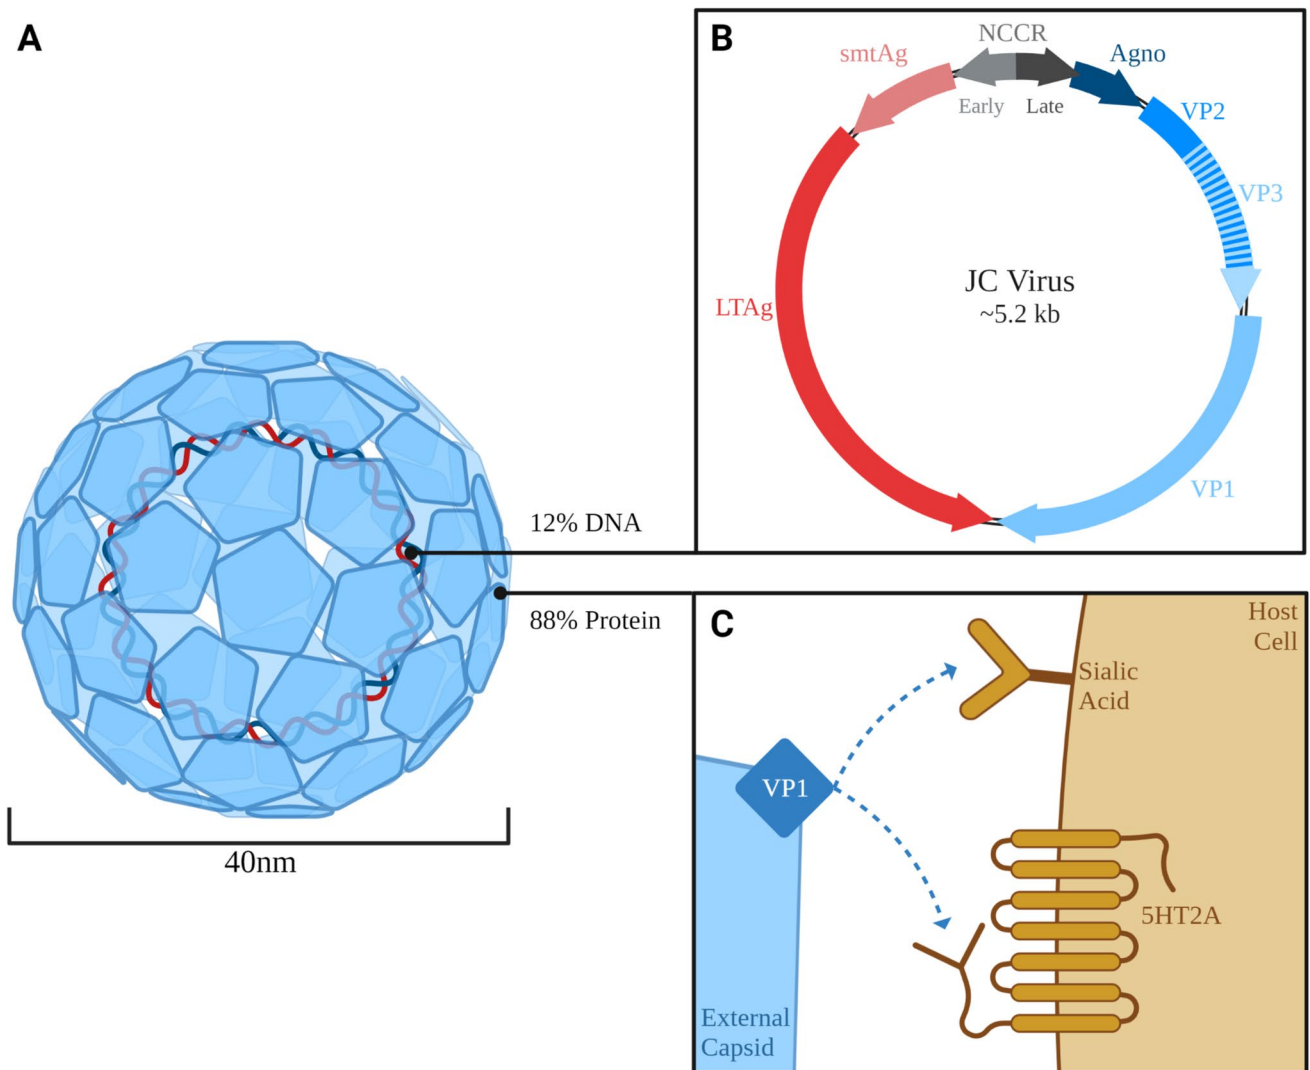 A
12% DNA
88% Protein
40nm
B
NCCR
smtAg
Agno
Early
Late
VP2
VP3
JC Virus
~5.2 kb
LTAg
VP1
C
Host
Cell
Sialic
Acid
VP1
5HT2A
External
Capsid